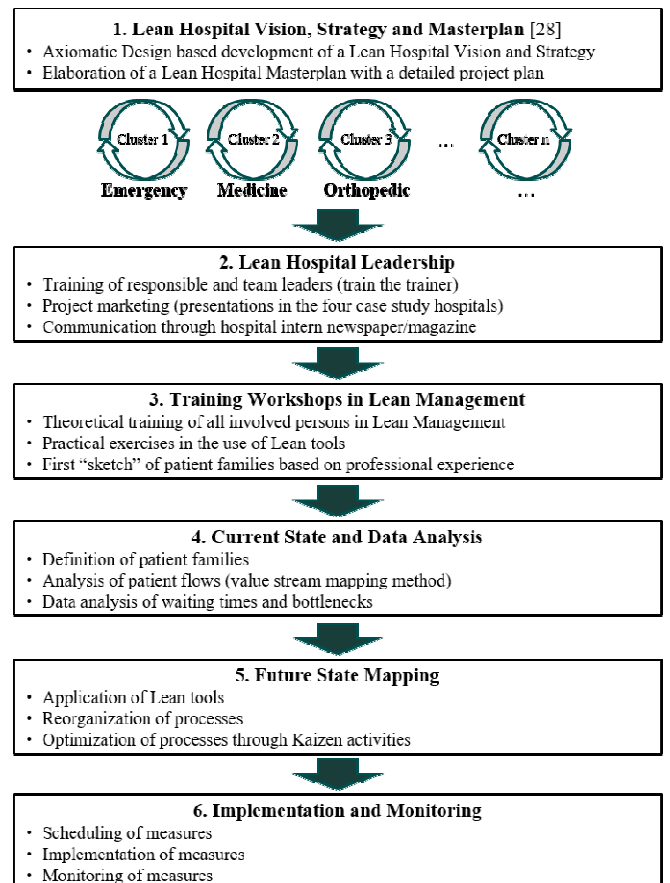 1. Lean Hospital Vision, Strategy and Masterplan [28]
• Axiomatic Design based development of a Lean Hospital Vision and Strategy
• Elaboration of a Lean Hospital Masterplan with a detailed project plan
Cluster 1 Cluster 2 Cluster 3 ... Cluster n
Emergency Medicine Orthopedic ...
2. Lean Hospital Leadership
• Training of responsible and team leaders (train the trainer)
• Project marketing (presentations in the four case study hospitals)
• Communication through hospital intern newspaper/magazine
3. Training Workshops in Lean Management
• Theoretical training of all involved persons in Lean Management
• Practical exercises in the use of Lean tools
• First “sketch” of patient families based on professional experience
4. Current State and Data Analysis
• Definition of patient families
• Analysis of patient flows (value stream mapping method)
• Data analysis of waiting times and bottlenecks
5. Future State Mapping
• Application of Lean tools
• Reorganization of processes
• Optimization of processes through Kaizen activities
6. Implementation and Monitoring
• Scheduling of measures
• Implementation of measures
• Monitoring of measures